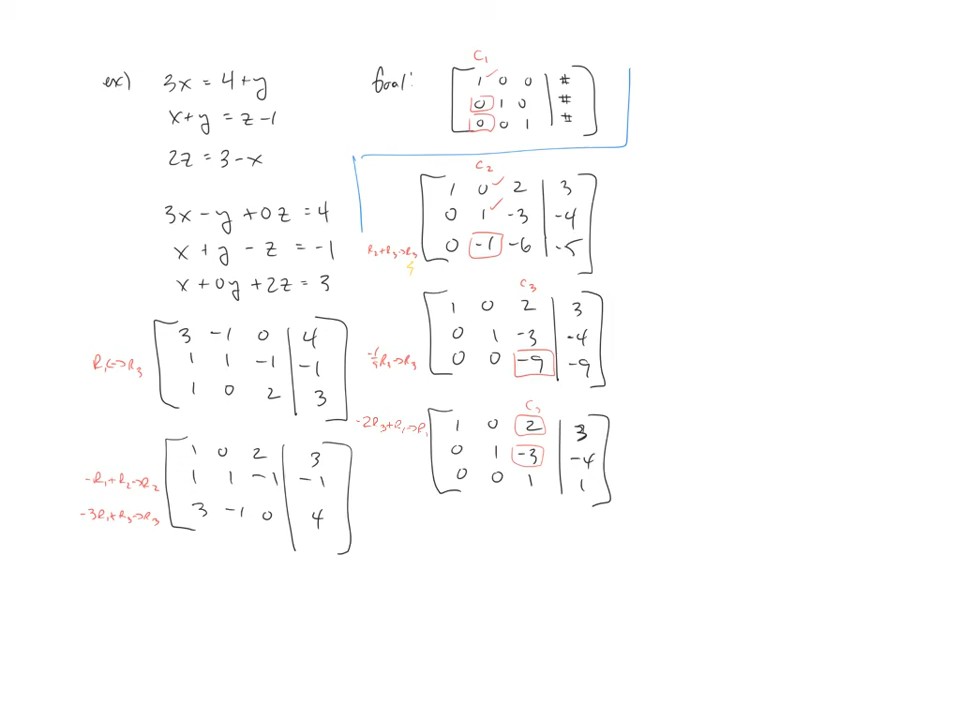 ex) 3x = 4+y
x+y = z-1
2z = 3-x
3x-y+0z = 4
x+y-z = -1
x+0y+2z = 3
R₁<->R₃
3 -1 0 | 4
1 1 -1 | -1
1 0 2 | 3
1 0 2 | 3
-R₁+R₂->R₂ 1 1 -1 | -1
-3R₁+R₃->R₃ 3 -1 0 | 4
Goal:
C₁
1 ✓ 0 0 | #
0 1 0 | #
0 0 1 | #
C₂
1 0 ✓ 2 | 3
0 1 ✓ -3 | -4
R₂+R₃->R₃ 0 -1 -6 | -5
C₃
1 0 2 | 3
0 1 -3 | -4
0 0 -9 | -9
C₃
-2R₃+R₁->R₁ 1 0 2 | 3
0 1 -3 | -4
0 0 1 | 1